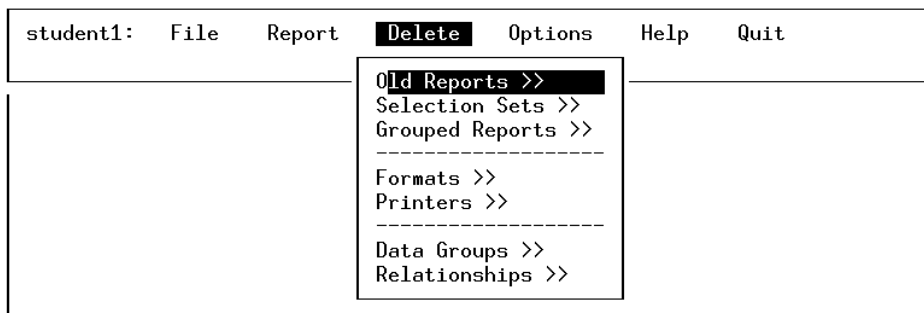 student1: File Report Delete Options Help Quit
Old Reports >>
Selection Sets >>
Grouped Reports >>
-------------------
Formats >>
Printers >>
-------------------
Data Groups >>
Relationships >>